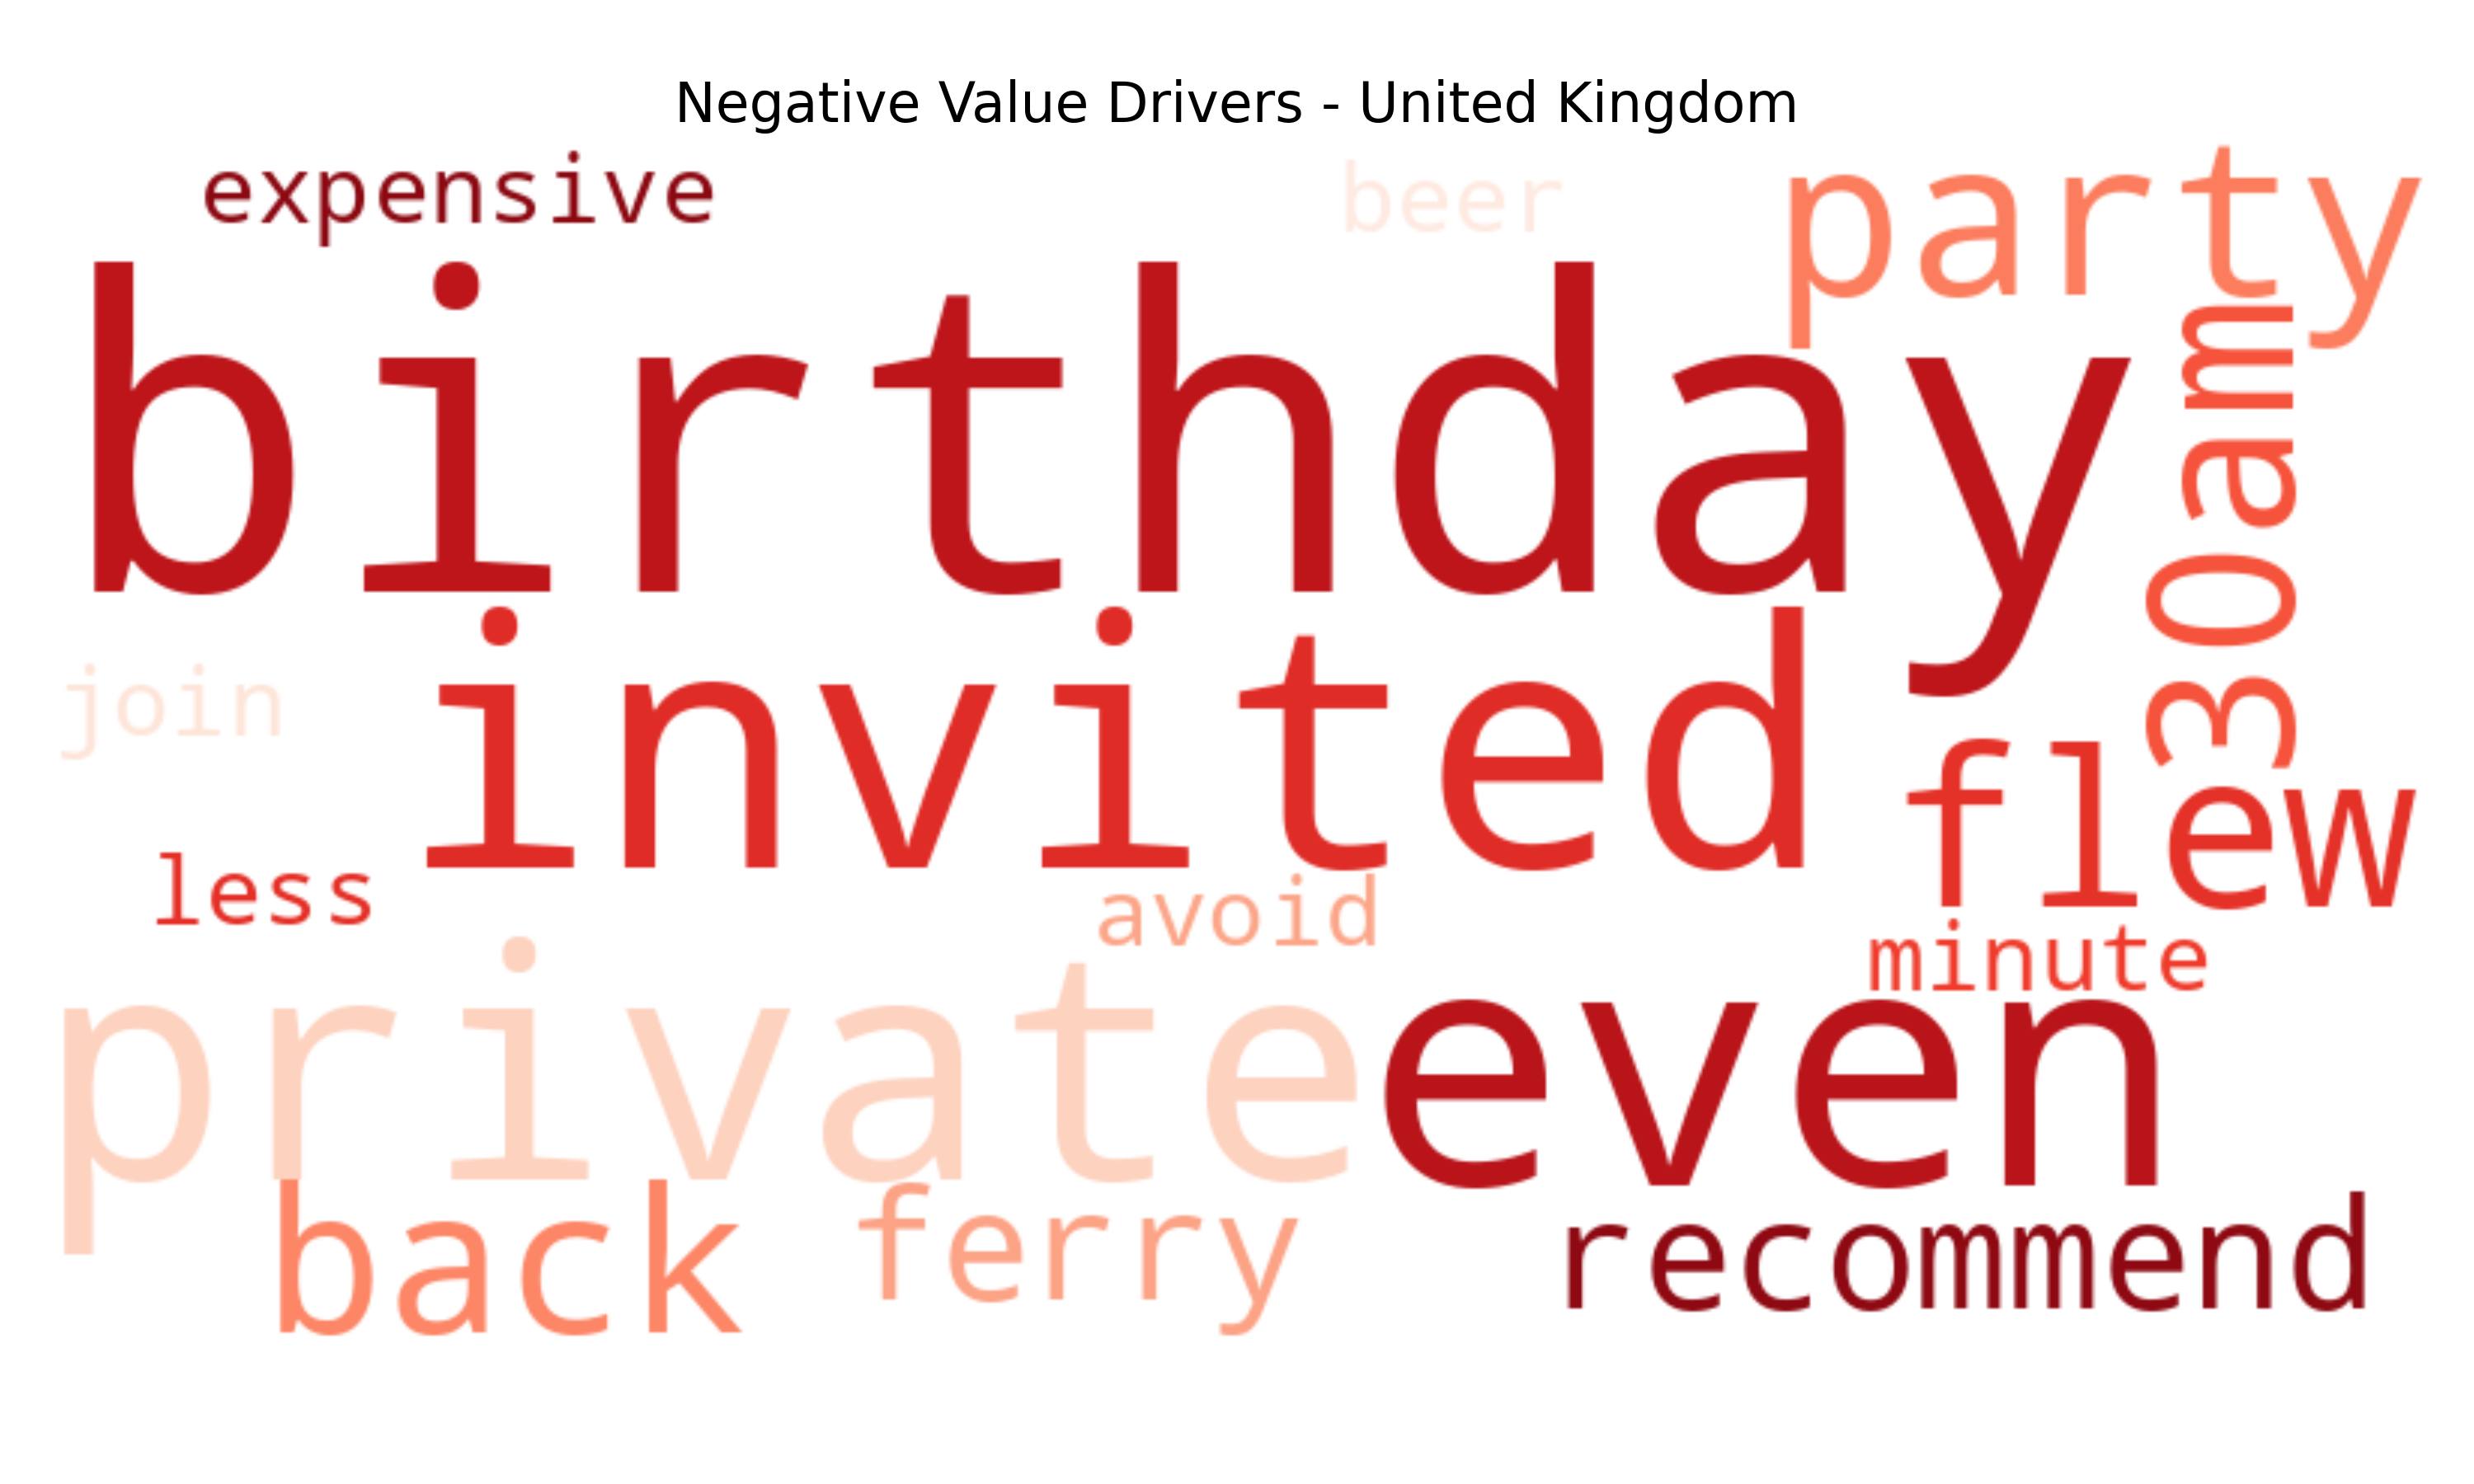 Negative Value Drivers - United Kingdom
expensive
beer
party
birthday
30am
invited
join
flew
less
avoid
minute
private
even
back
ferry
recommend